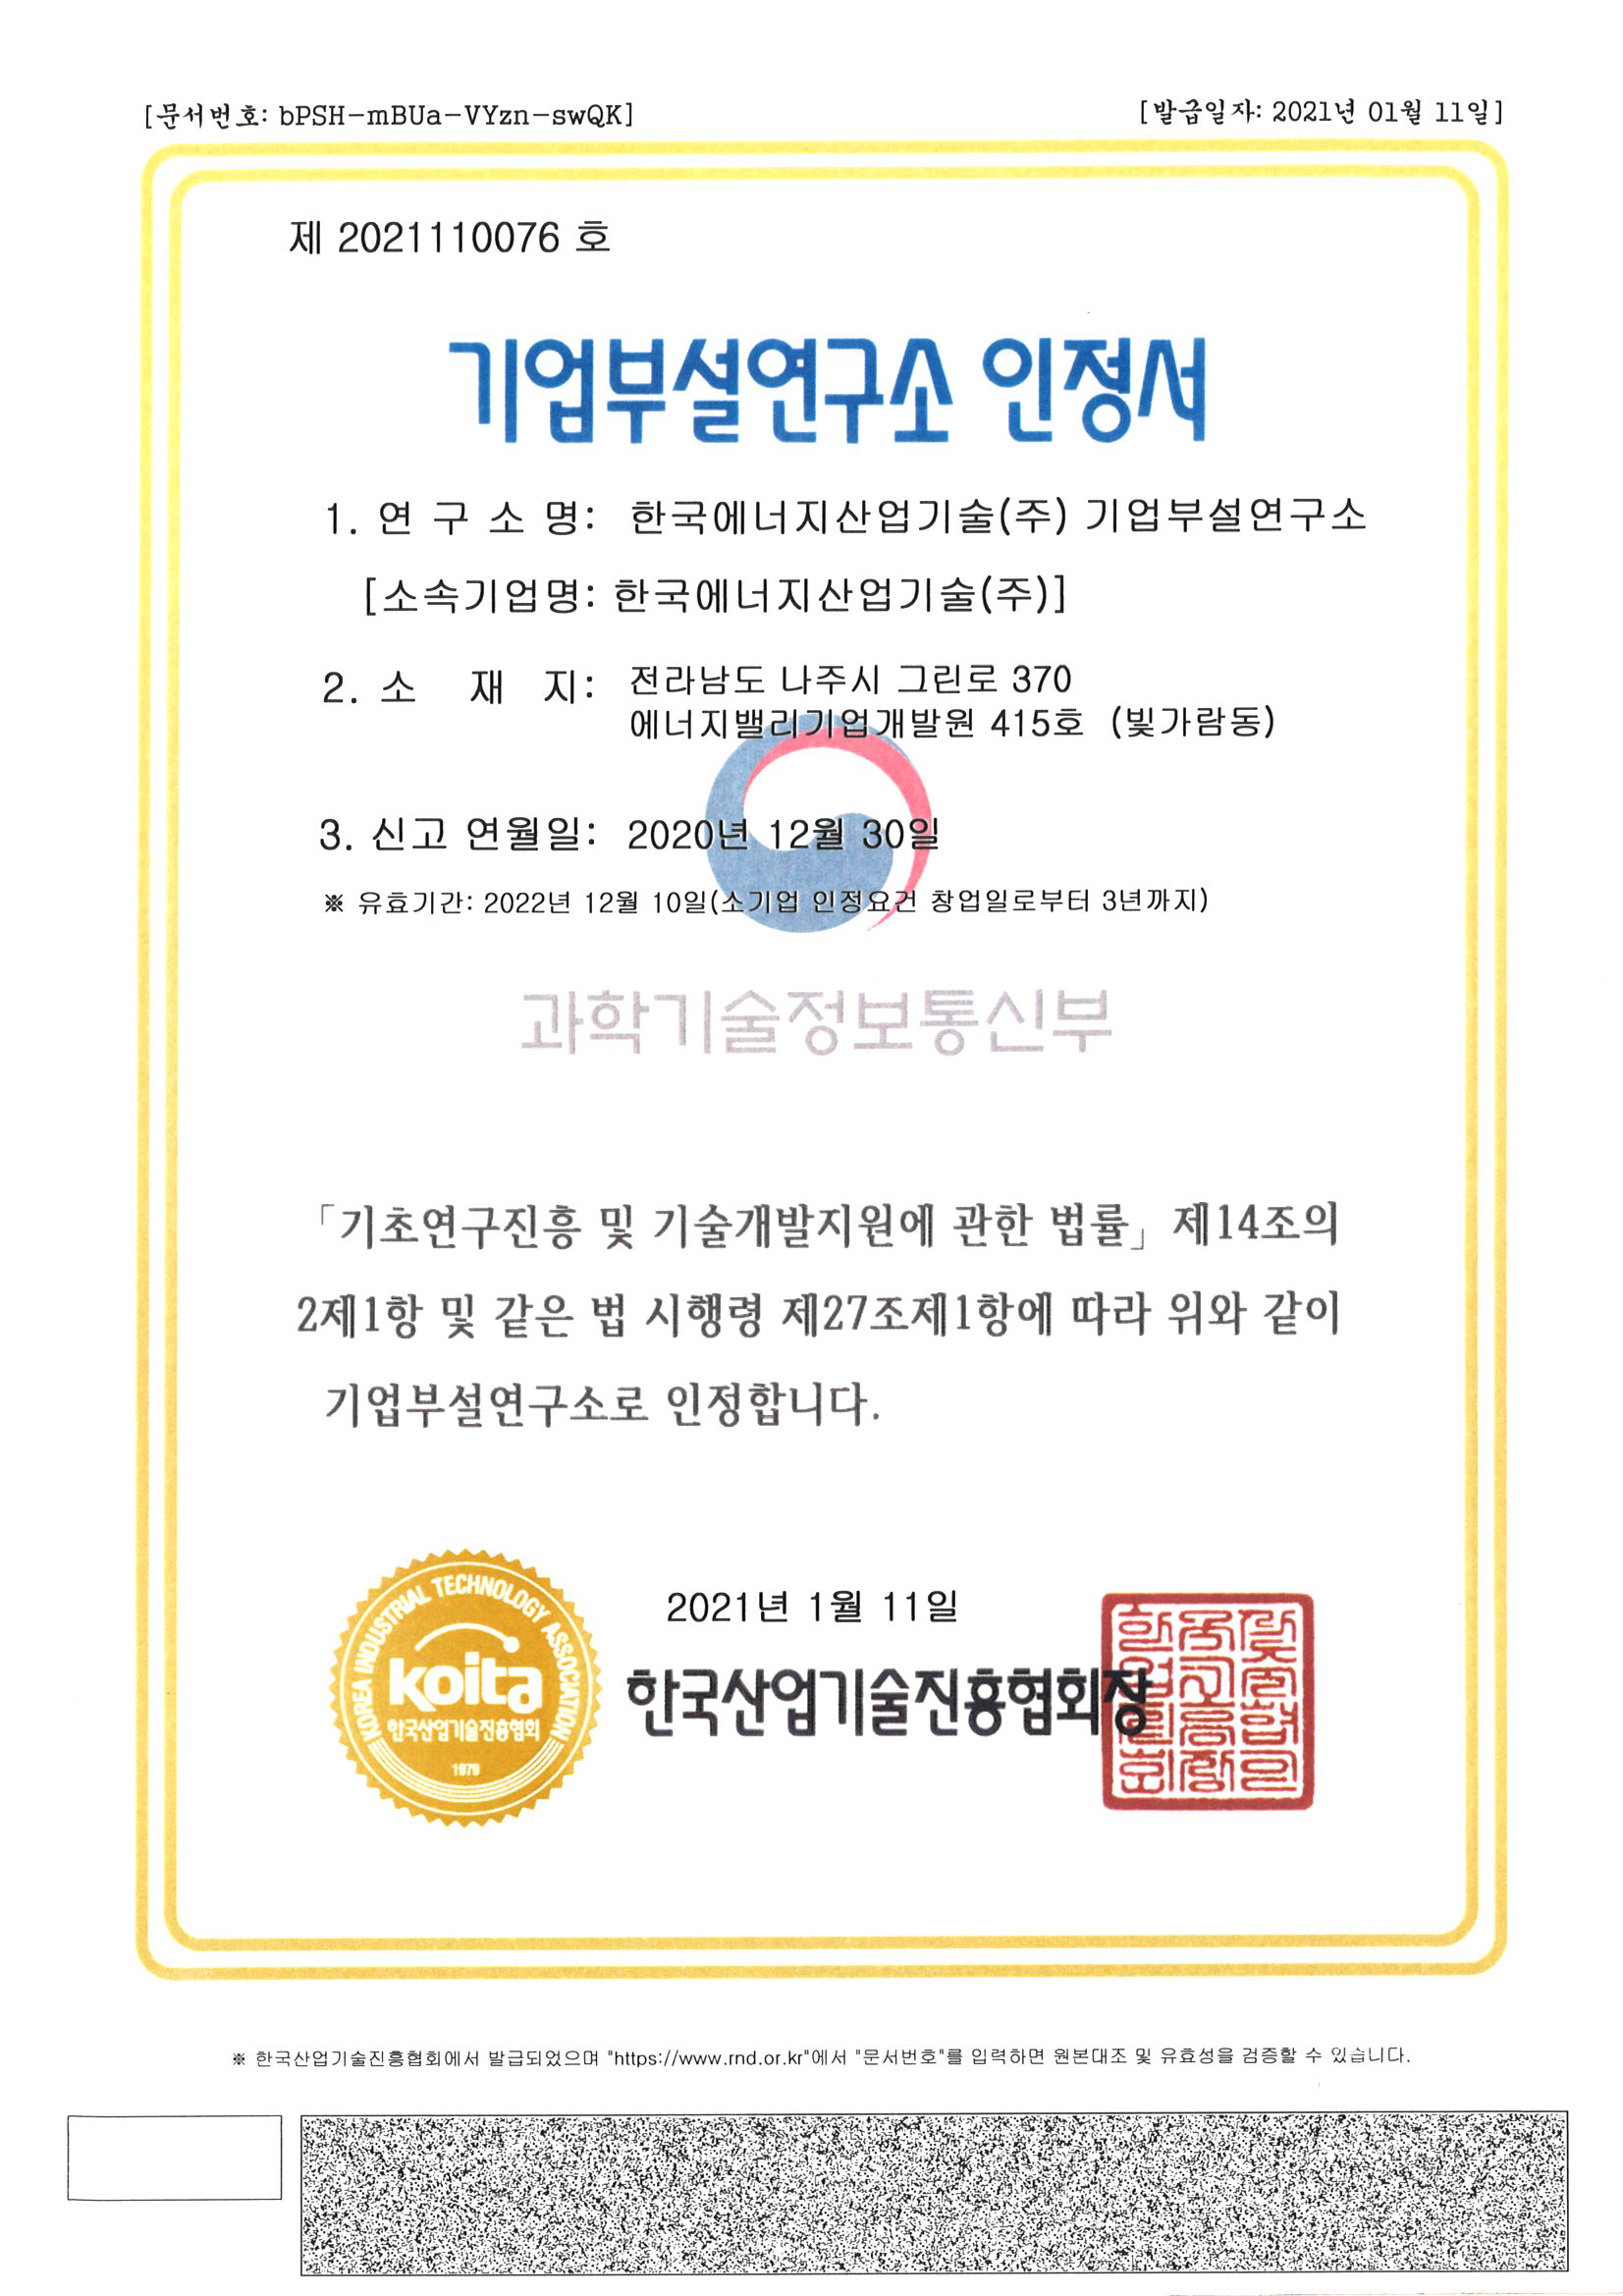 [문서번호: bPSH-mBUa-VYzn-swQK]
[발급일자: 2021년 01월 11일]
제 2021110076 호
기업부설연구소 인정서
1. 연 구 소 명: 한국에너지산업기술(주) 기업부설연구소
[소속기업명: 한국에너지산업기술(주)]
2. 소 재 지: 전라남도 나주시 그린로 370
에너지밸리기업개발원 415호 (빛가람동)
3. 신고 연월일: 2020년 12월 30일
※ 유효기간: 2022년 12월 10일(소기업 인정요건 창업일로부터 3년까지)
과학기술정보통신부
「기초연구진흥 및 기술개발지원에 관한 법률」 제14조의
2제1항 및 같은 법 시행령 제27조제1항에 따라 위와 같이
기업부설연구소로 인정합니다.
KOREA INDUSTRIAL TECHNOLOGY ASSOCIATION
koita
한국산업기술진흥협회
1979
2021년 1월 11일
한국산업기술진흥협회장
※ 한국산업기술진흥협회에서 발급되었으며 "https://www.rnd.or.kr"에서 "문서번호"를 입력하면 원본대조 및 유효성을 검증할 수 있습니다.